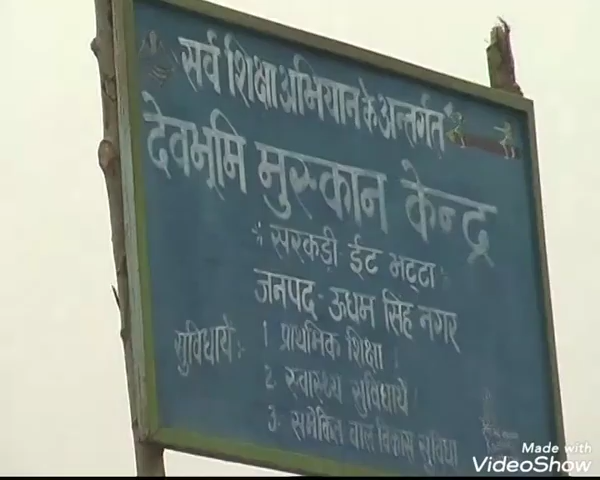 सर्व शिक्षा अभियान के अन्तर्गत
देवभूमि मुस्कान केन्द्र
सरकड़ी ईट भट्टा
जनपद - ऊधम सिंह नगर
सुविधायें : 1 प्राथमिक शिक्षा
2 स्वास्थ्य सुविधायें
3 समेकित बाल विकास सुविधा
Made with
VideoShow